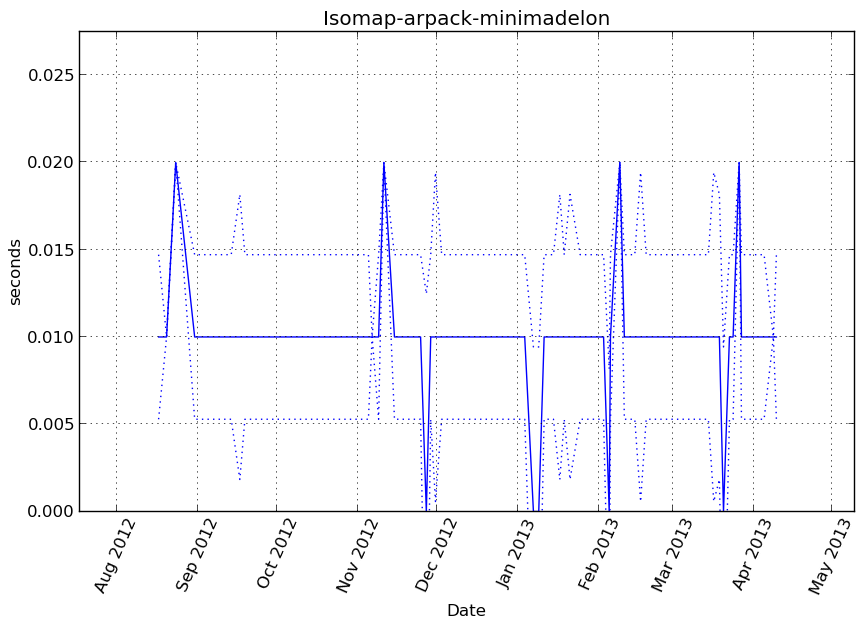 Isomap-arpack-minimadelon
seconds
0.025
0.020
0.015
0.010
0.005
0.000
Aug 2012
Sep 2012
Oct 2012
Nov 2012
Dec 2012
Jan 2013
Feb 2013
Mar 2013
Apr 2013
May 2013
Date